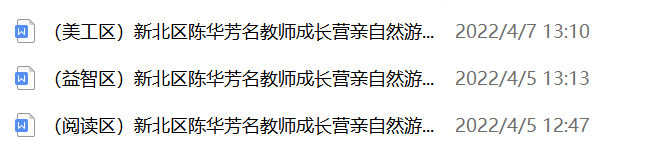 （美工区）新北区陈华芳名教师成长营亲自然游... 2022/4/7 13:10
（益智区）新北区陈华芳名教师成长营亲自然游... 2022/4/5 13:13
（阅读区）新北区陈华芳名教师成长营亲自然游... 2022/4/5 12:47